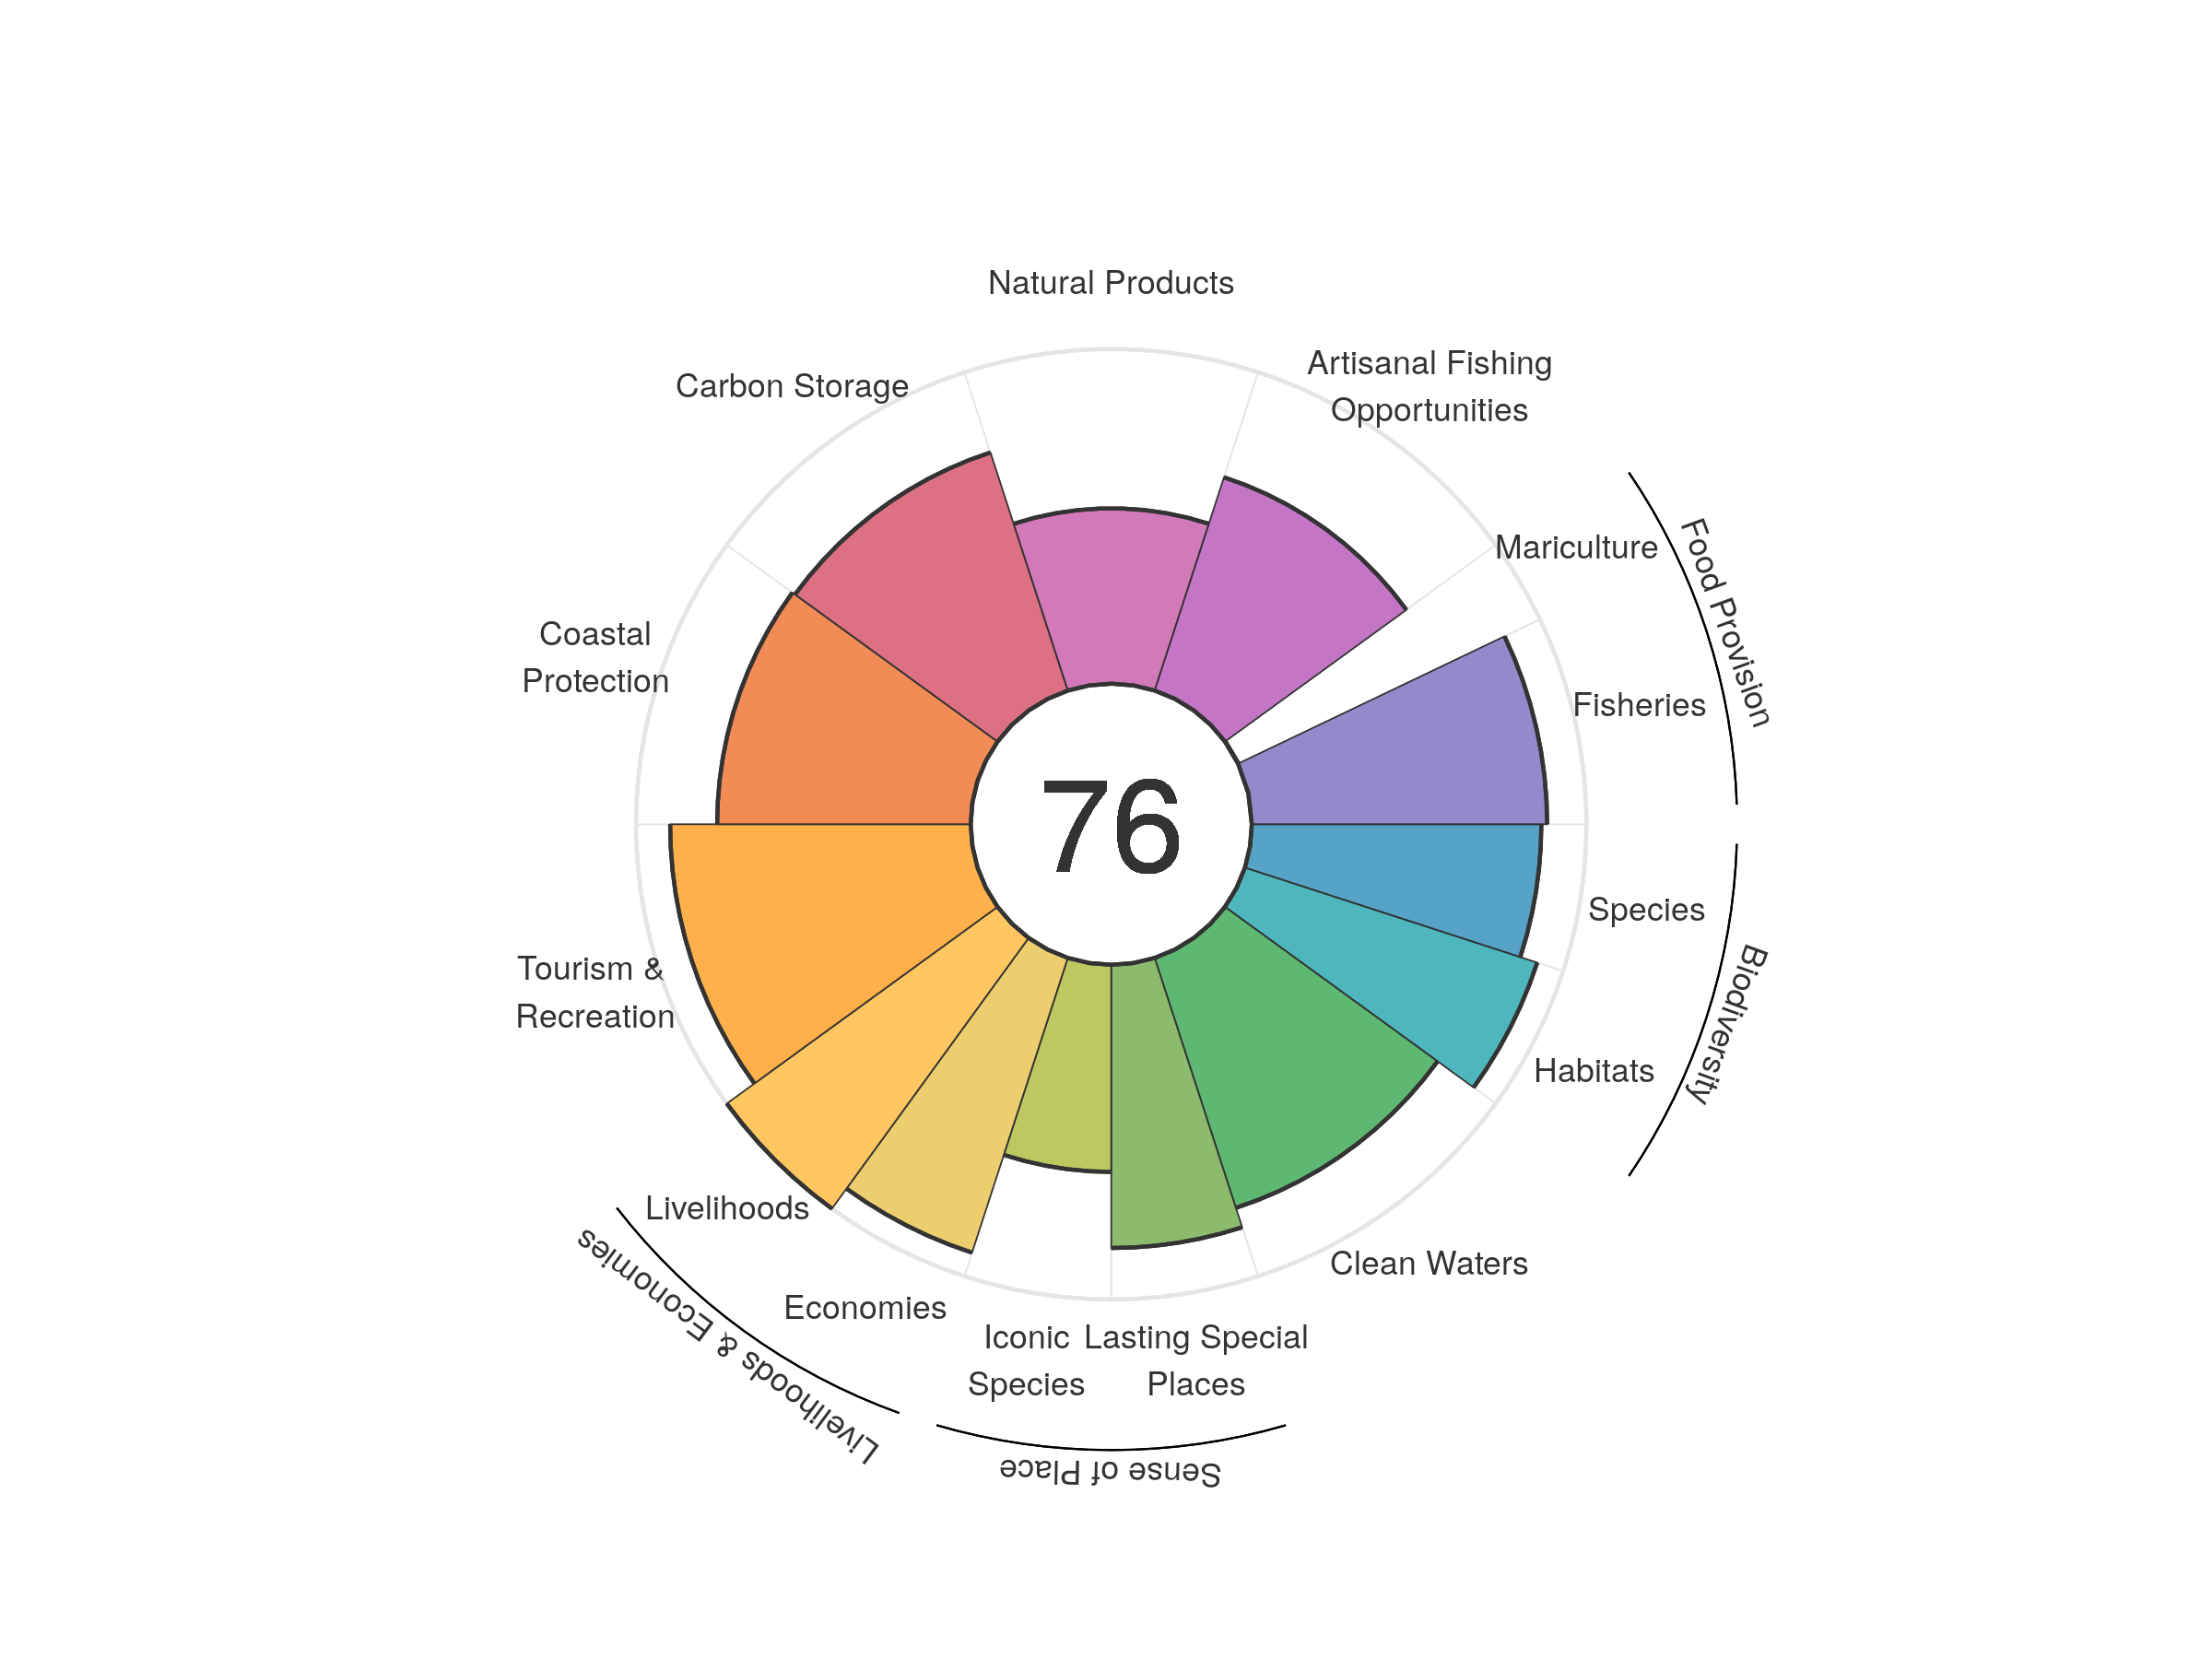 Natural Products
Artisanal Fishing
Opportunities
Carbon Storage
Mariculture
Food Provision
Coastal
Protection
Fisheries
76
Species
Biodiversity
Tourism &
Recreation
Habitats
Livelihoods
Livelihoods & Economies
Clean Waters
Economies
Iconic
Species
Lasting Special
Places
Sense of Place